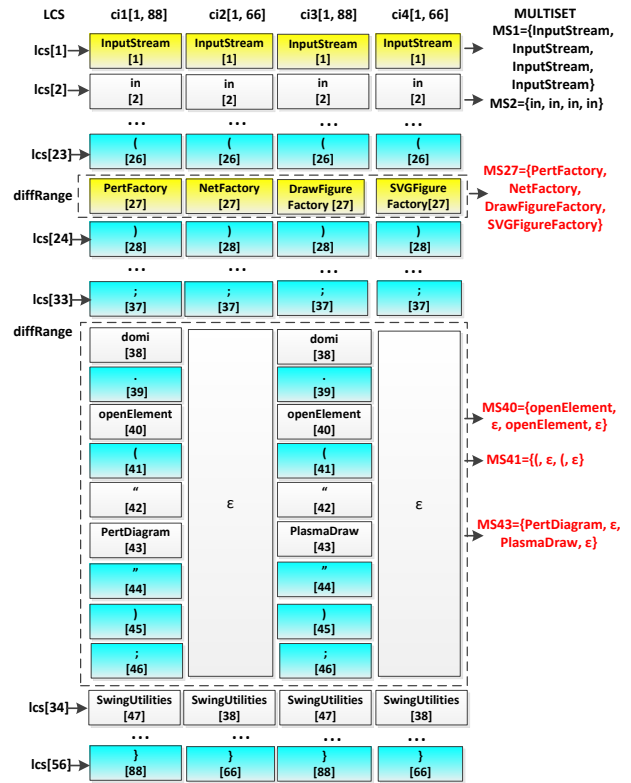 LCS ci1[1, 88] ci2[1, 66] ci3[1, 88] ci4[1, 66] MULTISET
lcs[1] InputStream InputStream InputStream InputStream MS1={InputStream,
[1] [1] [1] [1] InputStream,
InputStream,
InputStream}
lcs[2] in in in in
[2] [2] [2] [2] MS2={in, in, in, in}
... ... ... ...
lcs[23] ( ( ( (
[26] [26] [26] [26]
diffRange PertFactory NetFactory DrawFigure SVGFigure MS27={PertFactory,
[27] [27] Factory [27] Factory[27] NetFactory,
DrawFigureFactory,
SVGFigureFactory}
lcs[24] ) ) ) )
[28] [28] [28] [28]
... ... ... ...
lcs[33] ; ; ; ;
[37] [37] [37] [37]
diffRange
domi domi
[38] [38]
. .
[39] [39]
openElement openElement MS40={openElement,
[40] [40] ε, openElement, ε}
( ( MS41={(, ε, (, ε}
[41] [41]
“ “
[42] [42]
ε ε
PertDiagram PlasmaDraw MS43={PertDiagram, ε,
[43] [43] PlasmaDraw, ε}
” ”
[44] [44]
) )
[45] [45]
; ;
[46] [46]
lcs[34] SwingUtilities SwingUtilities SwingUtilities SwingUtilities
[47] [38] [47] [38]
... ... ... ...
lcs[56] } } } }
[88] [66] [88] [66]